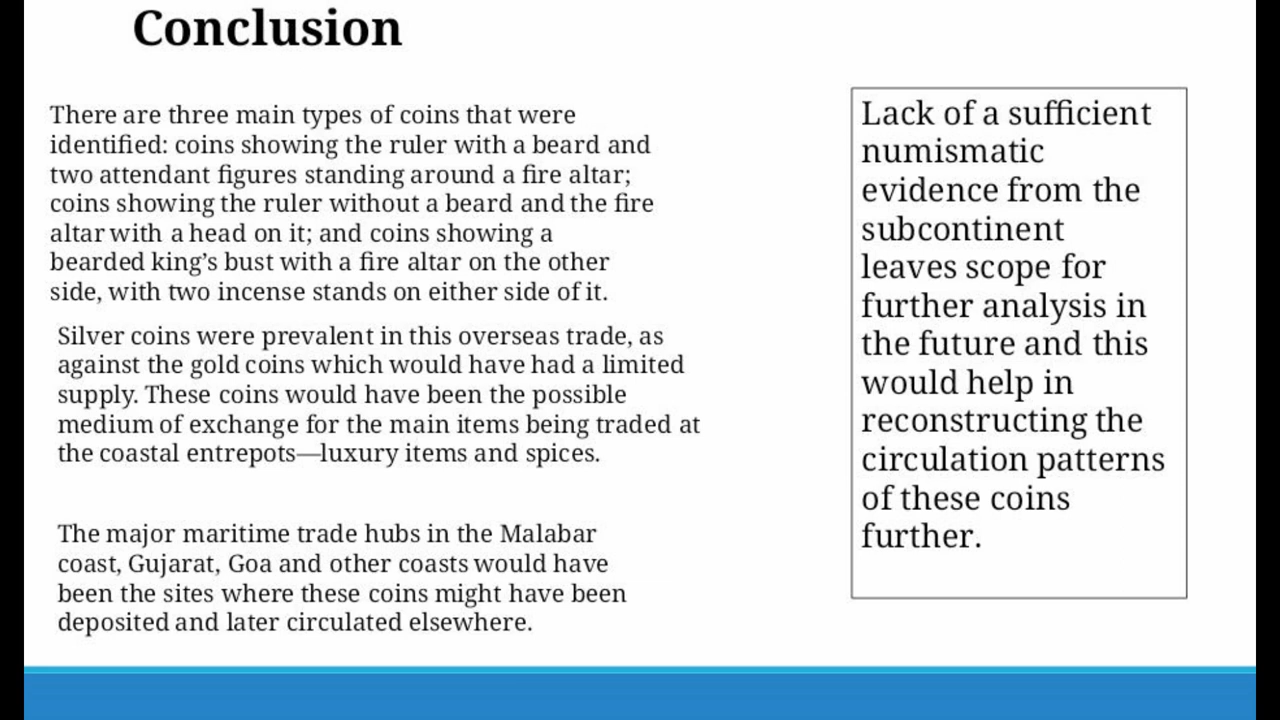 Conclusion
There are three main types of coins that were
identified: coins showing the ruler with a beard and
two attendant figures standing around a fire altar;
coins showing the ruler without a beard and the fire
altar with a head on it; and coins showing a
bearded king’s bust with a fire altar on the other
side, with two incense stands on either side of it.
Silver coins were prevalent in this overseas trade, as
against the gold coins which would have had a limited
supply. These coins would have been the possible
medium of exchange for the main items being traded at
the coastal entrepots—luxury items and spices.
The major maritime trade hubs in the Malabar
coast, Gujarat, Goa and other coasts would have
been the sites where these coins might have been
deposited and later circulated elsewhere.
Lack of a sufficient
numismatic
evidence from the
subcontinent
leaves scope for
further analysis in
the future and this
would help in
reconstructing the
circulation patterns
of these coins
further.